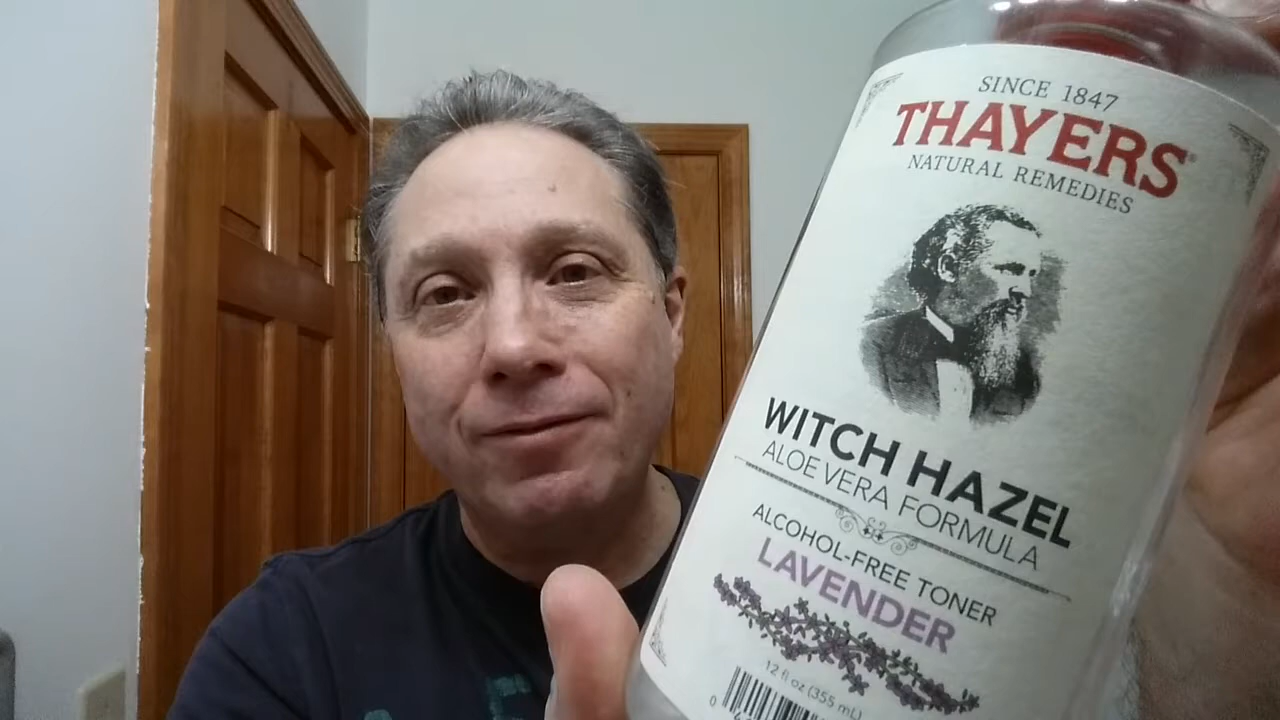 SINCE 1847
THAYERS®
NATURAL REMEDIES
WITCH HAZEL
ALOE VERA FORMULA
ALCOHOL-FREE TONER
LAVENDER
12 fl oz (355 mL)
0